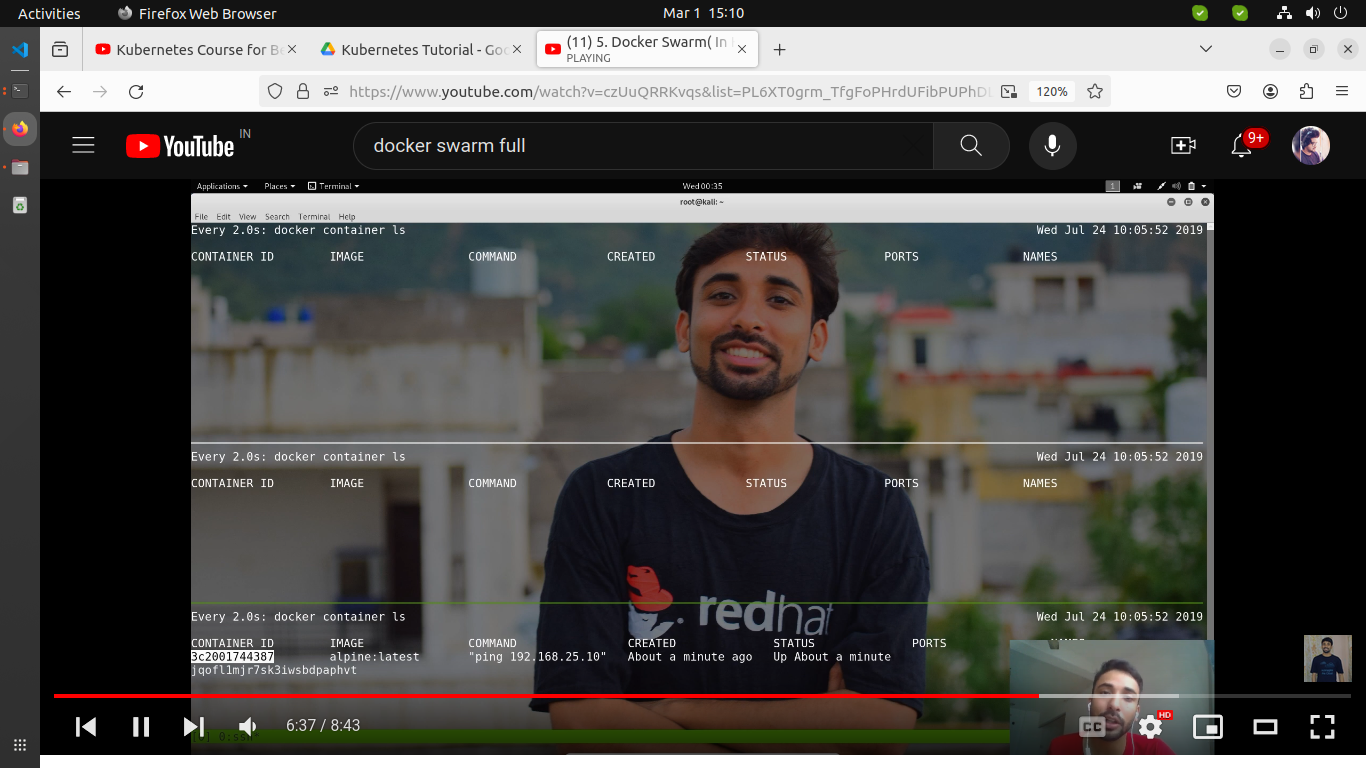 Activities Firefox Web Browser Mar 1 15:10
Kubernetes Course for Be Kubernetes Tutorial - Goo (11) 5. Docker Swarm( In
PLAYING
https://www.youtube.com/watch?v=czUuQRRKvqs&list=PL6XT0grm_TfgFoPHrdUFibPUPhD 120%
YouTube IN docker swarm full 9+
Applications Places Terminal Wed 00:35 1
root@kali: ~
File Edit View Search Terminal Help
Every 2.0s: docker container ls Wed Jul 24 10:05:52 2019
CONTAINER ID IMAGE COMMAND CREATED STATUS PORTS NAMES
Every 2.0s: docker container ls Wed Jul 24 10:05:52 2019
CONTAINER ID IMAGE COMMAND CREATED STATUS PORTS NAMES
redhat
Every 2.0s: docker container ls Wed Jul 24 10:05:52 2019
CONTAINER ID IMAGE COMMAND CREATED STATUS PORTS NAMES
3c2001744387 alpine:latest "ping 192.168.25.10" About a minute ago Up About a minute
jqofl1mjr7sk3iwsbdpaphvt
6:37 / 8:43 CC HD